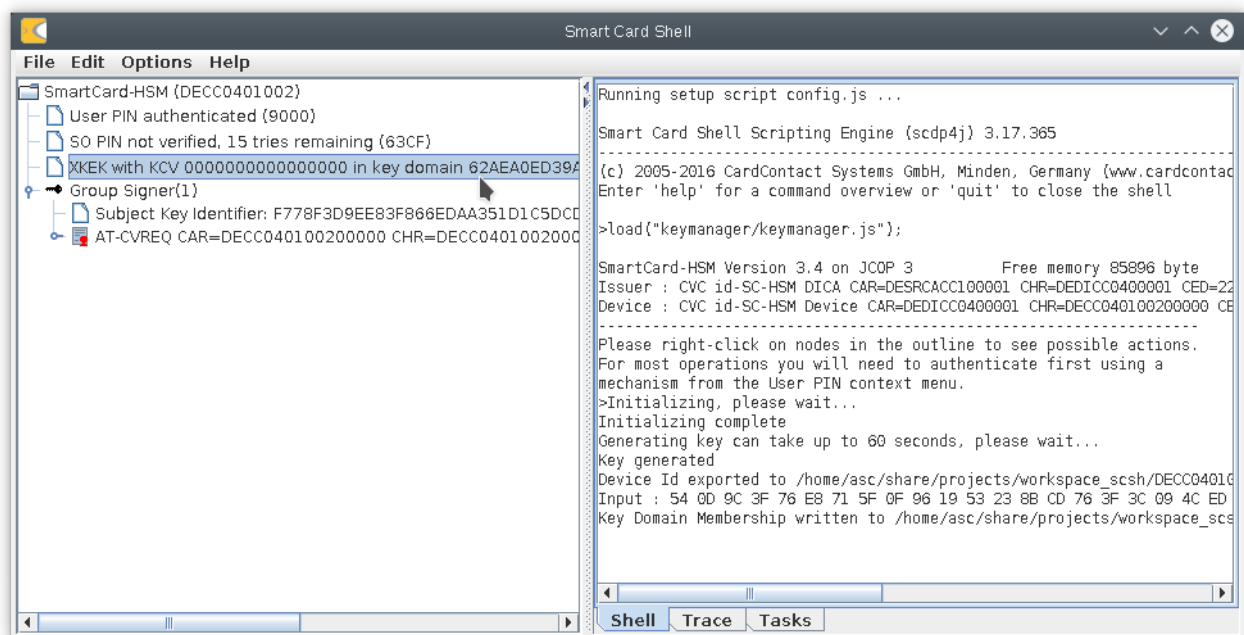 Smart Card Shell
File Edit Options Help
SmartCard-HSM (DECC0401002)
User PIN authenticated (9000)
SO PIN not verified, 15 tries remaining (63CF)
XKEK with KCV 0000000000000000 in key domain 62AEA0ED39A
Group Signer(1)
Subject Key Identifier: F778F3D9EE83F866EDAA351D1C5DCD
AT-CVREQ CAR=DECC040100200000 CHR=DECC0401002000
Running setup script config.js ...
Smart Card Shell Scripting Engine (scdp4j) 3.17.365
---------------------------------------------------------------
(c) 2005-2016 CardContact Systems GmbH, Minden, Germany (www.cardcontac
Enter 'help' for a command overview or 'quit' to close the shell
>load("keymanager/keymanager.js");
SmartCard-HSM Version 3.4 on JCOP 3 Free memory 85896 byte
Issuer : CVC id-SC-HSM DICA CAR=DESRCACC100001 CHR=DEDICC0400001 CED=22
Device : CVC id-SC-HSM Device CAR=DEDICC0400001 CHR=DECC040100200000 CE
---------------------------------------------------------------
Please right-click on nodes in the outline to see possible actions.
For most operations you will need to authenticate first using a
mechanism from the User PIN context menu.
>Initializing, please wait...
Initializing complete
Generating key can take up to 60 seconds, please wait...
Key generated
Device Id exported to /home/asc/share/projects/workspace_scsh/DECC04010
Input : 54 0D 9C 3F 76 E8 71 5F 0F 96 19 53 23 8B CD 76 3F 3C 09 4C ED
Key Domain Membership written to /home/asc/share/projects/workspace_scs
Shell Trace Tasks